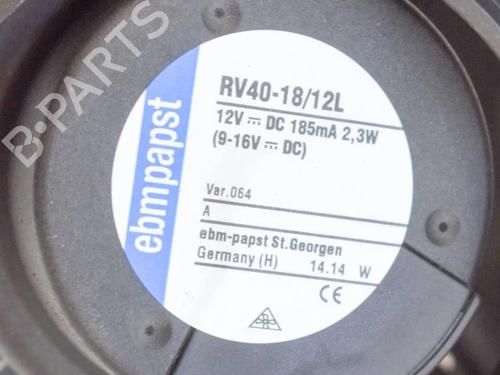 B-PARTS
ebmpapst
RV40-18/12L
12V ⎓ DC 185mA 2,3W
(9-16V ⎓ DC)
Var.064
A
ebm-papst St.Georgen
Germany (H) 14.14 W
CE